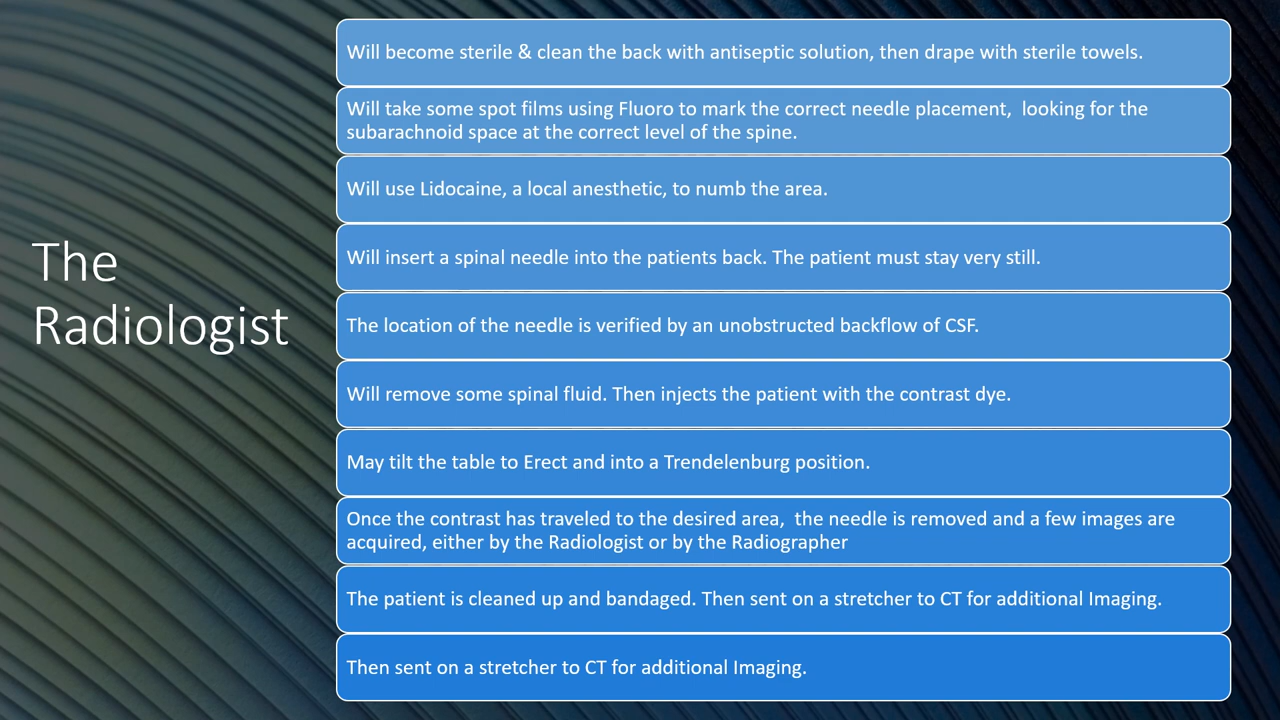 The
Radiologist
Will become sterile & clean the back with antiseptic solution, then drape with sterile towels.
Will take some spot films using Fluoro to mark the correct needle placement,  looking for the
subarachnoid space at the correct level of the spine.
Will use Lidocaine, a local anesthetic, to numb the area.
Will insert a spinal needle into the patients back. The patient must stay very still.
The location of the needle is verified by an unobstructed backflow of CSF.
Will remove some spinal fluid. Then injects the patient with the contrast dye.
May tilt the table to Erect and into a Trendelenburg position.
Once the contrast has traveled to the desired area,  the needle is removed and a few images are
acquired, either by the Radiologist or by the Radiographer
The patient is cleaned up and bandaged. Then sent on a stretcher to CT for additional Imaging.
Then sent on a stretcher to CT for additional Imaging.